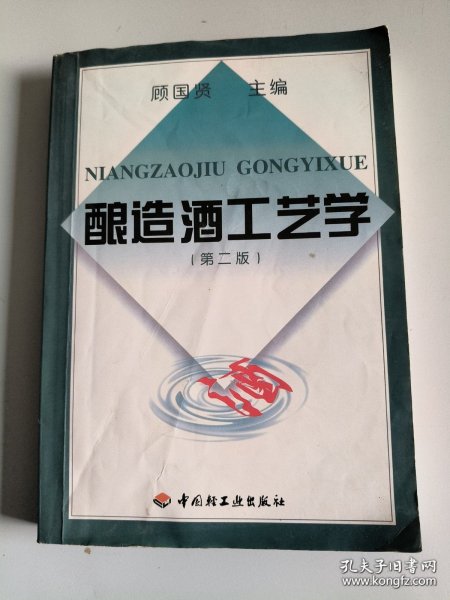 顾国贤 主编
NIANGZAOJIU GONGYIXUE
酿造酒工艺学
(第二版)
酒
中国轻工业出版社
孔夫子旧书网
www.kongfz.com